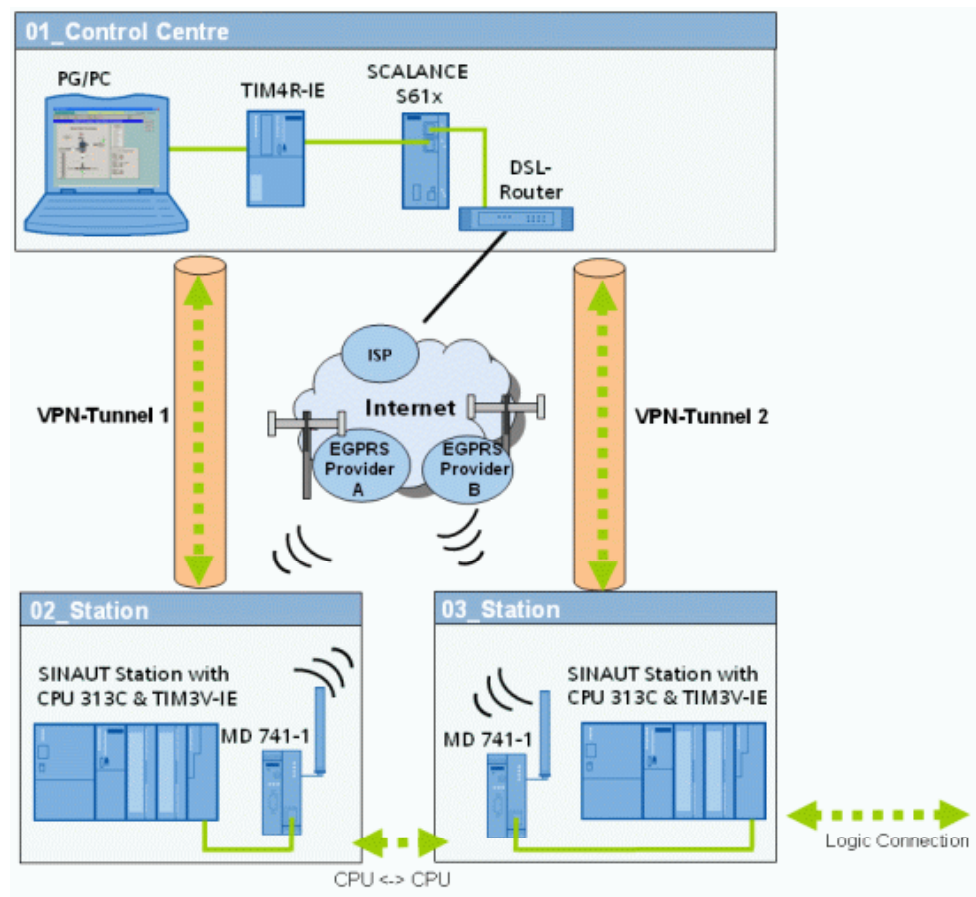 01_Control Centre
PG/PC
TIM4R-IE
SCALANCE
S61x
DSL-
Router
ISP
Internet
VPN-Tunnel 1
VPN-Tunnel 2
EGPRS
Provider
A
EGPRS
Provider
B
02_Station
SINAUT Station with
CPU 313C & TIM3V-IE
MD 741-1
03_Station
SINAUT Station with
CPU 313C & TIM3V-IE
MD 741-1
CPU <-> CPU
Logic Connection